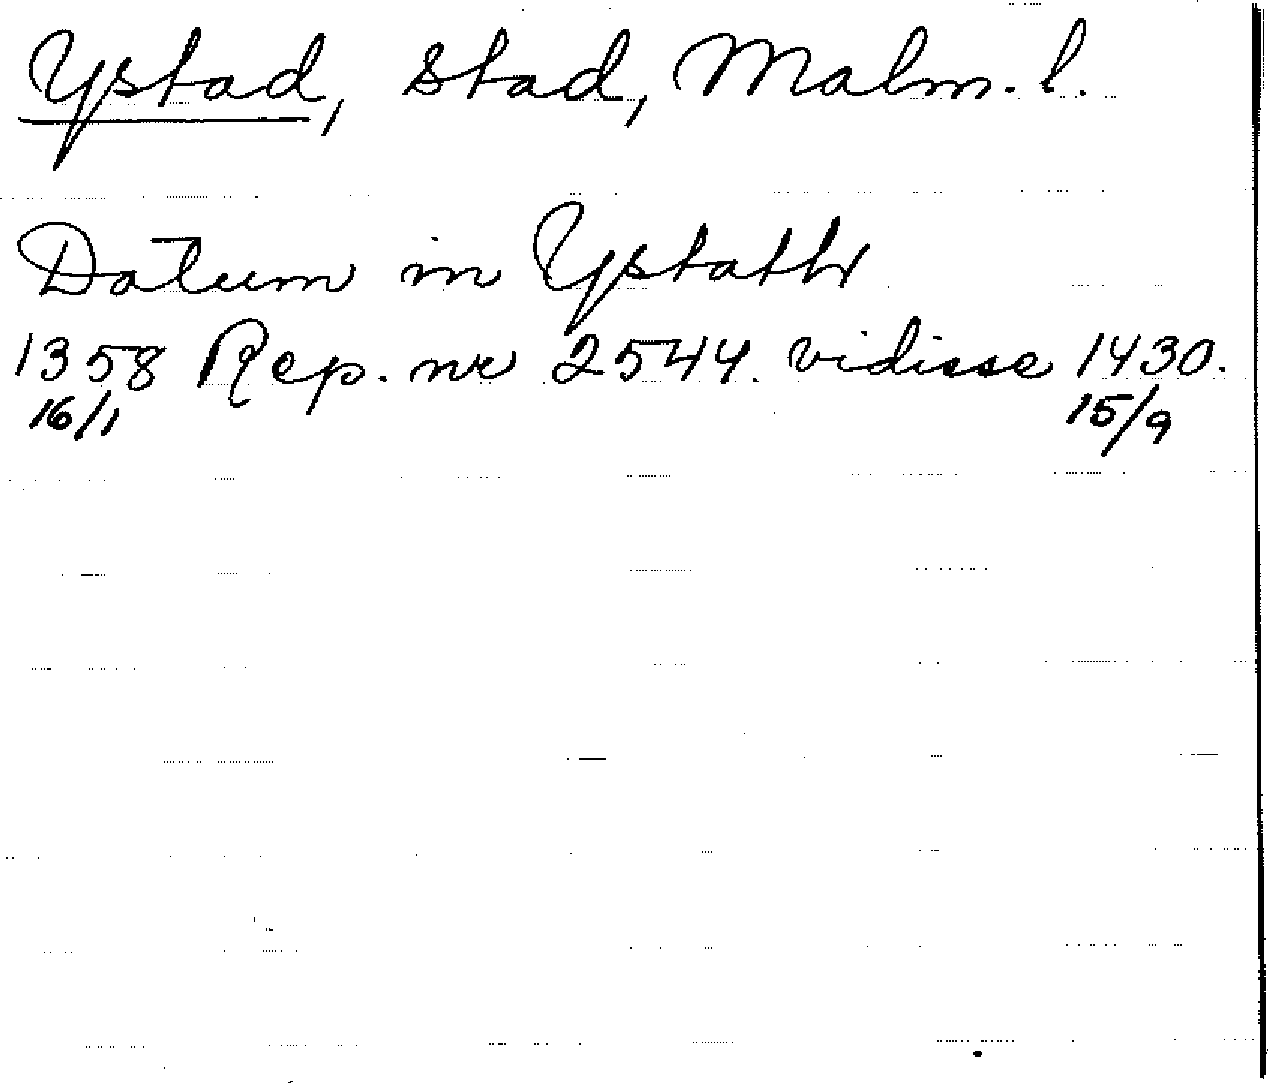 Ystad, stad, Malm. l.
Datum in Ystath
1358 Rep. nr 2544. vidisse 1430.
16/1 15/9